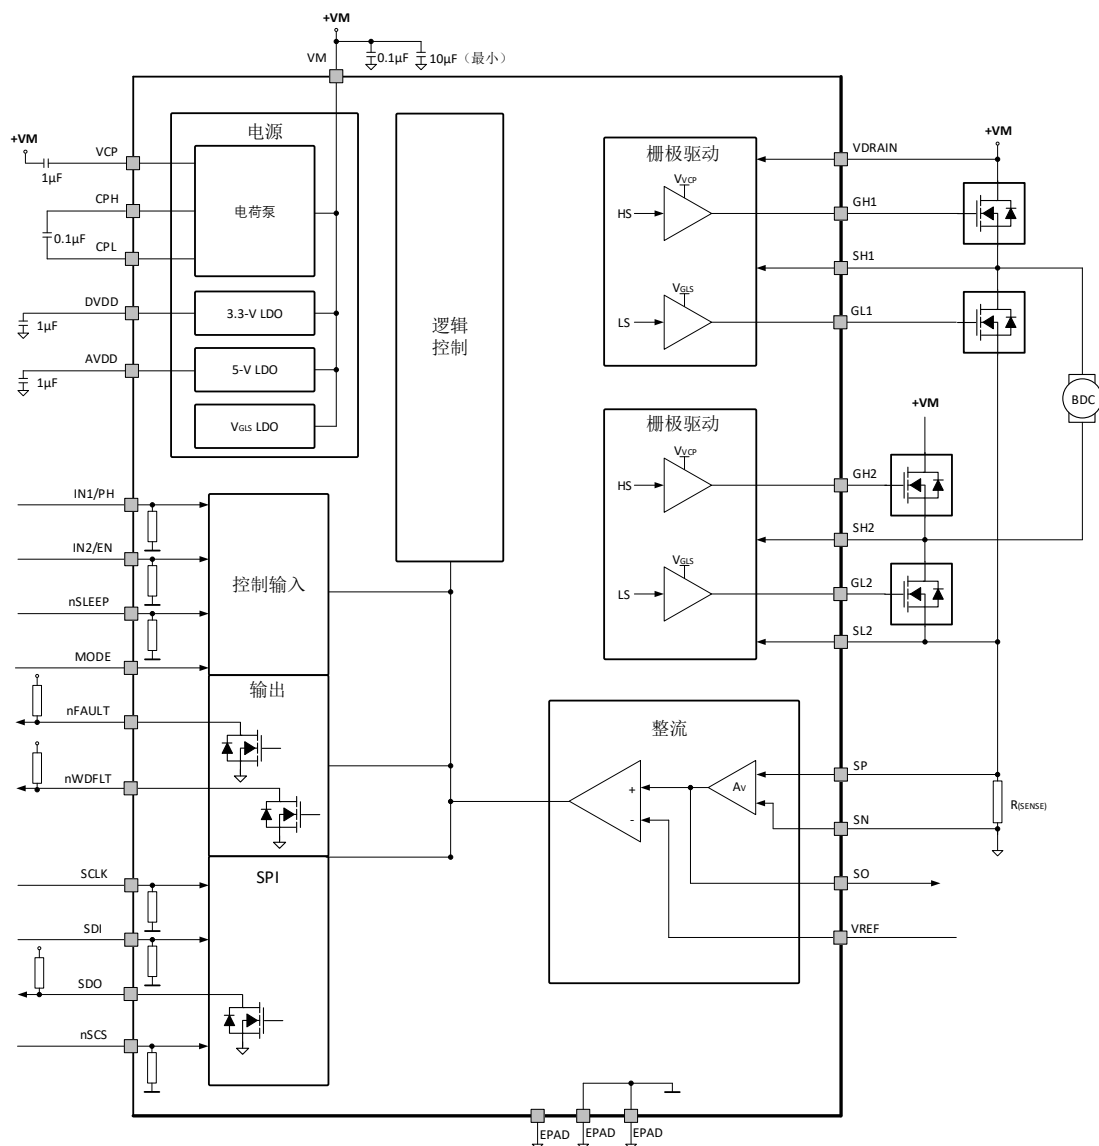 +VM
VM
0.1μF
10μF（最小）
电源
+VM
VCP
1μF
CPH
0.1μF
CPL
电荷泵
DVDD
1μF
3.3-V LDO
AVDD
1μF
5-V LDO
VGLS LDO
逻辑
控制
栅极驱动
VVCP
HS
VGLS
LS
VDRAIN
+VM
GH1
SH1
GL1
BDC
栅极驱动
VVCP
HS
VGLS
LS
+VM
GH2
SH2
GL2
SL2
IN1/PH
IN2/EN
nSLEEP
MODE
控制输入
nFAULT
nWDFLT
输出
SCLK
SDI
SDO
nSCS
SPI
整流
+
-
AV
SP
SN
R(SENSE)
SO
VREF
EPAD
EPAD
EPAD